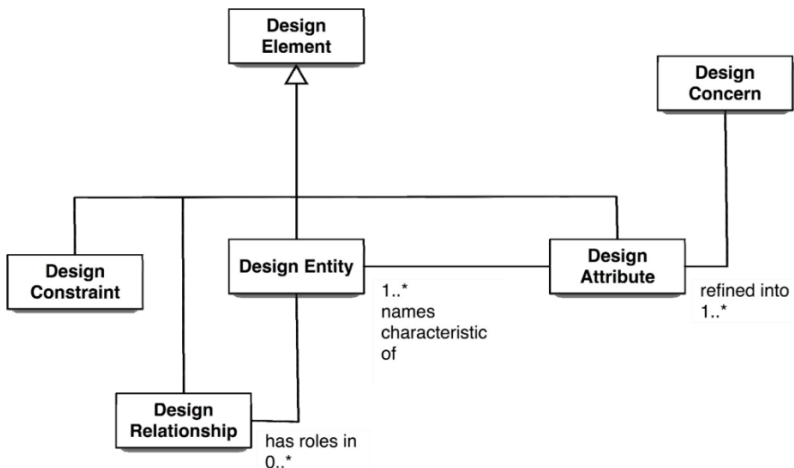 Design
Element
Design
Concern
Design
Constraint
Design Entity
Design
Attribute
1..*
names
characteristic
of
refined into
1..*
Design
Relationship
has roles in
0..*